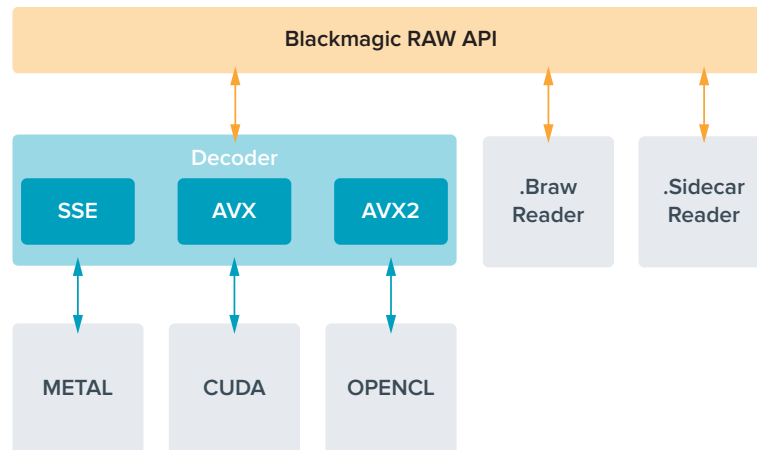 Blackmagic RAW API
Decoder
SSE
AVX
AVX2
.Braw
Reader
.Sidecar
Reader
METAL
CUDA
OPENCL